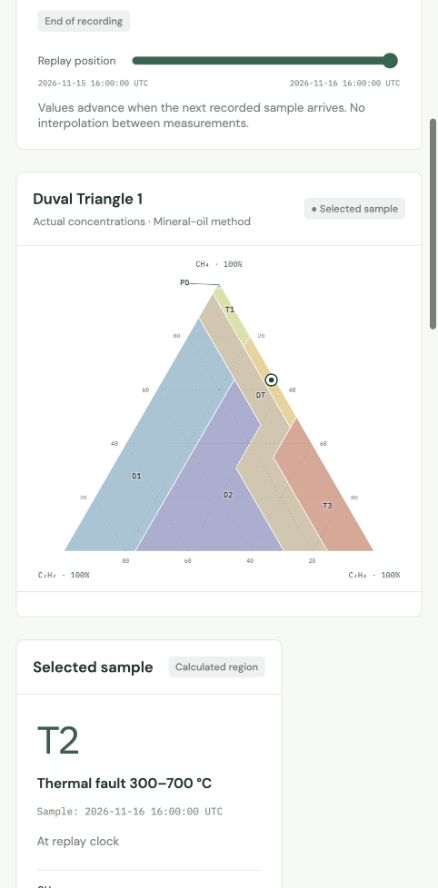 End of recording
Replay position
2026-11-15 16:00:00 UTC 2026-11-16 16:00:00 UTC
Values advance when the next recorded sample arrives. No
interpolation between measurements.
Duval Triangle 1
Actual concentrations · Mineral-oil method
● Selected sample
CH₄ · 100%
PD
T1
80 20
60 DT 40
40 60
D1
20 D2 80
T3
C₂H₂ · 100% 80 60 40 20 C₂H₄ · 100%
Selected sample
Calculated region
T2
Thermal fault 300–700 °C
Sample: 2026-11-16 16:00:00 UTC
At replay clock